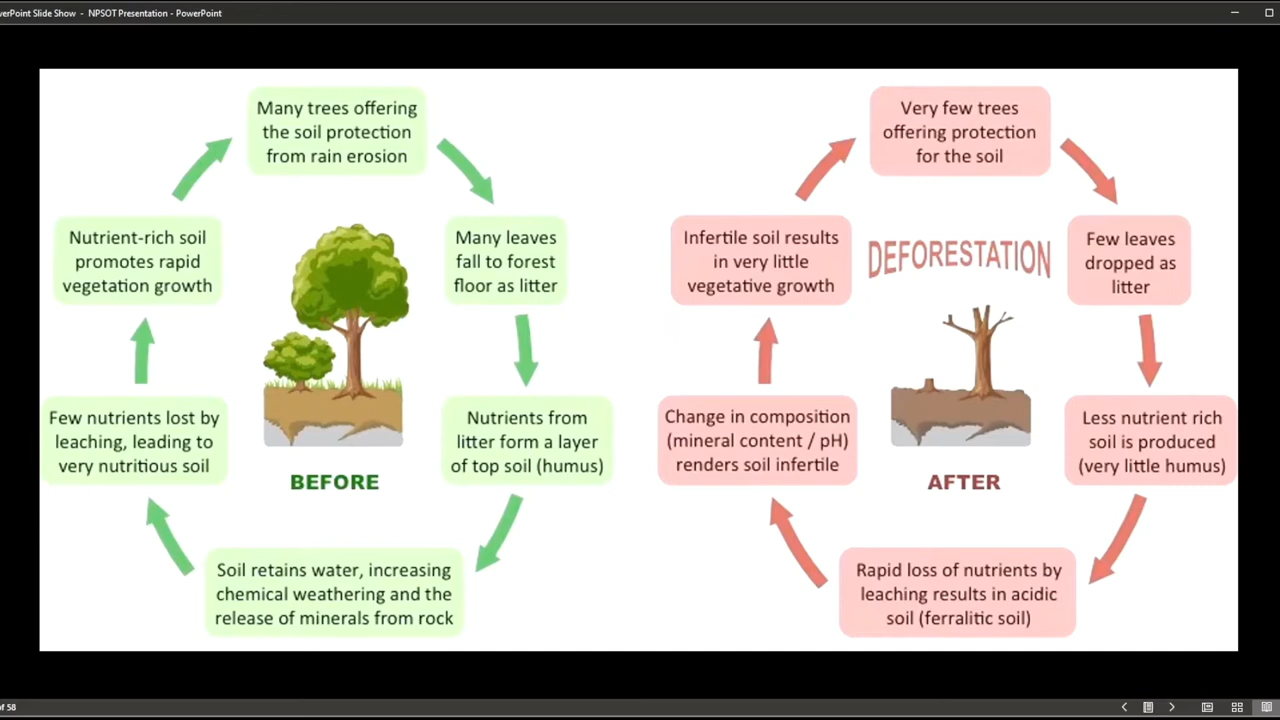 PowerPoint Slide Show - NPSOT Presentation - PowerPoint
Many trees offering
the soil protection
from rain erosion
Many leaves
fall to forest
floor as litter
Nutrients from
litter form a layer
of top soil (humus)
Soil retains water, increasing
chemical weathering and the
release of minerals from rock
Few nutrients lost by
leaching, leading to
very nutritious soil
Nutrient-rich soil
promotes rapid
vegetation growth
BEFORE
Very few trees
offering protection
for the soil
Few leaves
dropped as
litter
Less nutrient rich
soil is produced
(very little humus)
Rapid loss of nutrients by
leaching results in acidic
soil (ferralitic soil)
Change in composition
(mineral content / pH)
renders soil infertile
Infertile soil results
in very little
vegetative growth
DEFORESTATION
AFTER
of 58